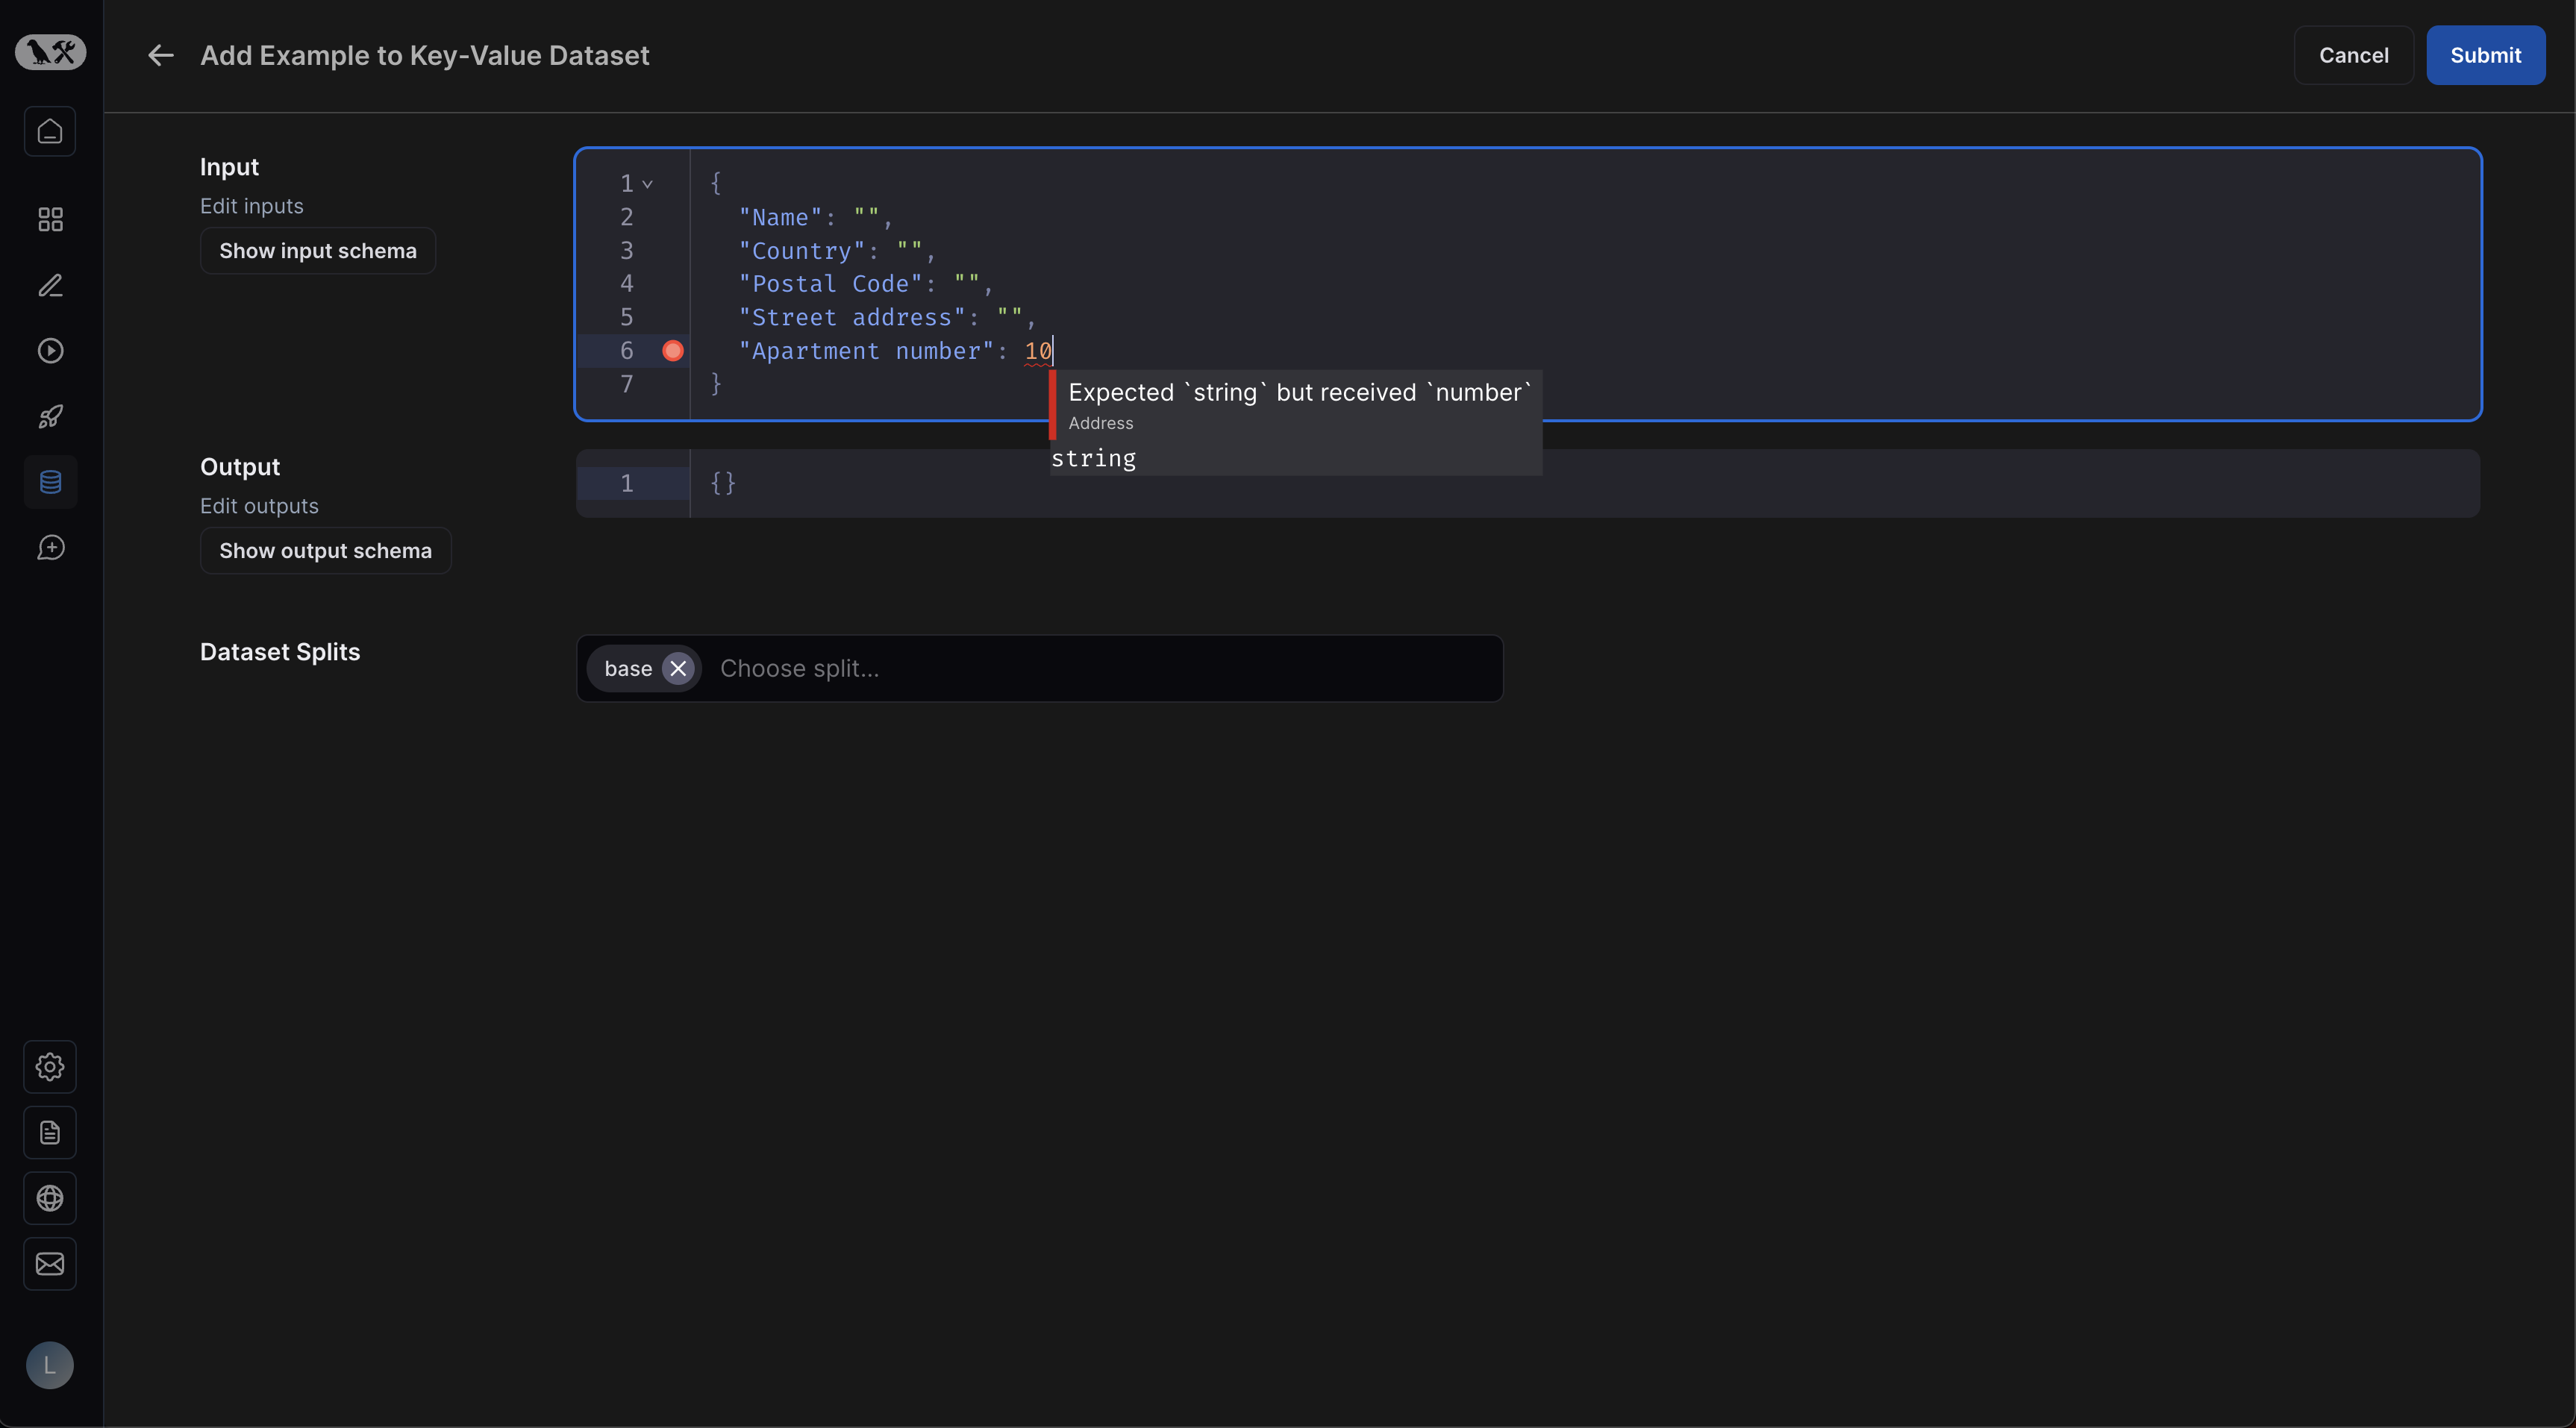 Add Example to Key-Value Dataset
Cancel
Submit
Input
Edit inputs
Show input schema
1 {
2 "Name": "",
3 "Country": "",
4 "Postal Code": "",
5 "Street address": "",
6 "Apartment number": 10
7 }
Expected `string` but received `number`
Address
string
Output
Edit outputs
Show output schema
1 {}
Dataset Splits
base
Choose split...
L